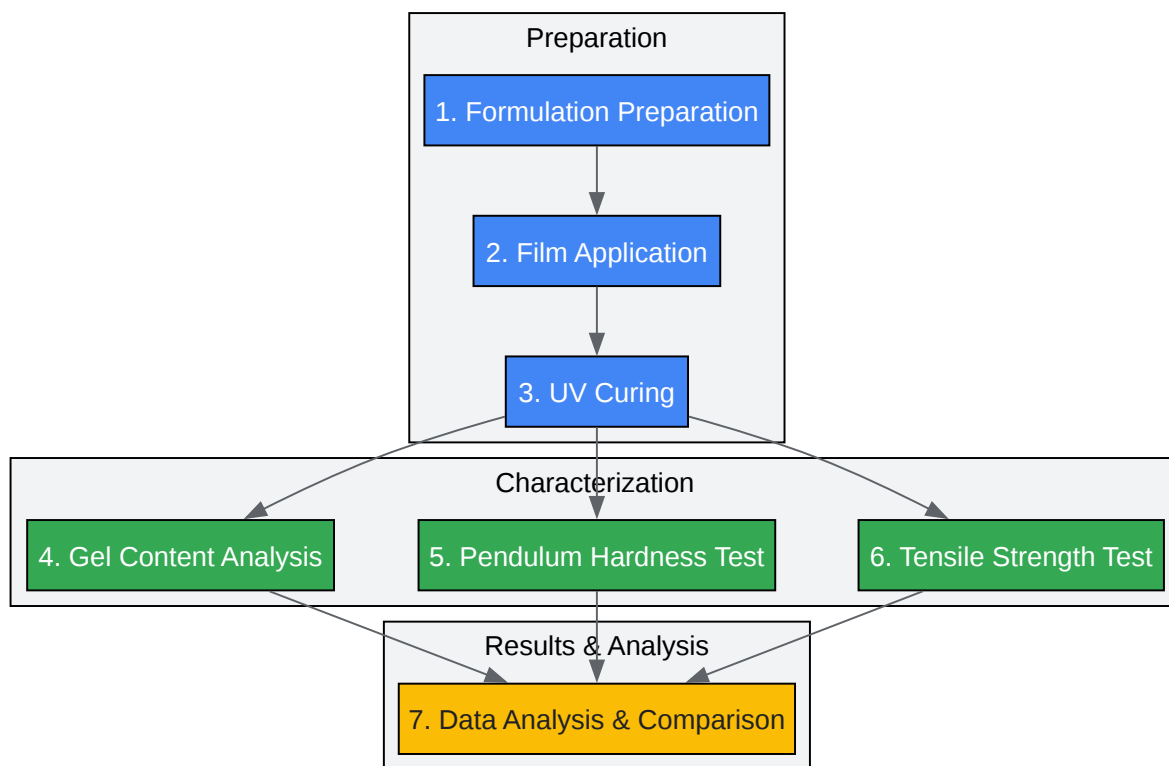 Preparation
1. Formulation Preparation
2. Film Application
3. UV Curing
Characterization
4. Gel Content Analysis
5. Pendulum Hardness Test
6. Tensile Strength Test
Results & Analysis
7. Data Analysis & Comparison